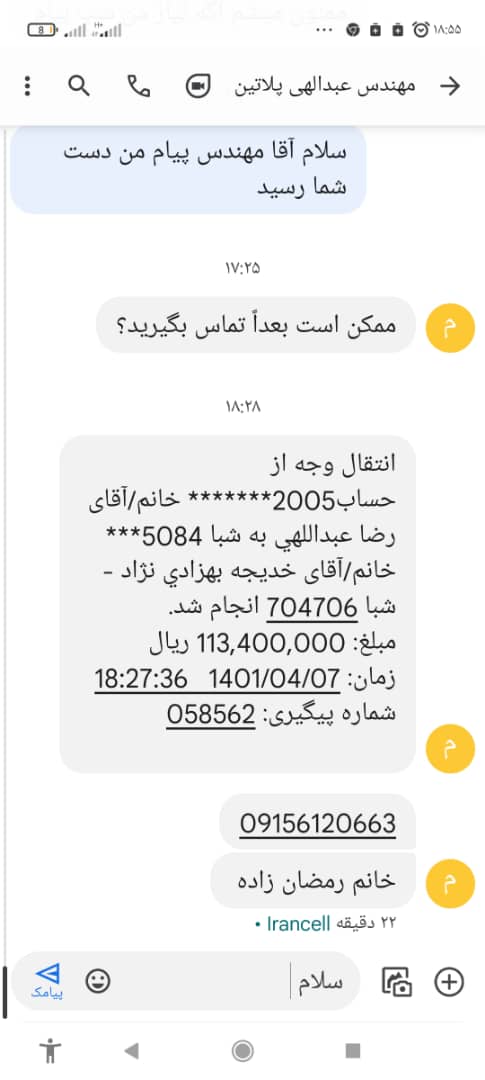 ۱۸:۵۵
مهندس عبدالهی پلاتین
سلام آقا مهندس پیام من دست
شما رسید
۱۷:۲۵
ممکن است بعداً تماس بگیرید؟
م
۱۸:۲۸
انتقال وجه از
حساب2005******* خانم/آقای
رضا عبداللهي به شبا 5084***
خانم/آقای خديجه بهزادي نژاد -
شبا 704706 انجام شد.
مبلغ: 113,400,000 ریال
زمان: 1401/04/07 18:27:36
شماره پیگیری: 058562
م
09156120663
خانم رمضان زاده
م
۲۲ دقیقه Irancell •
سلام
پیامک